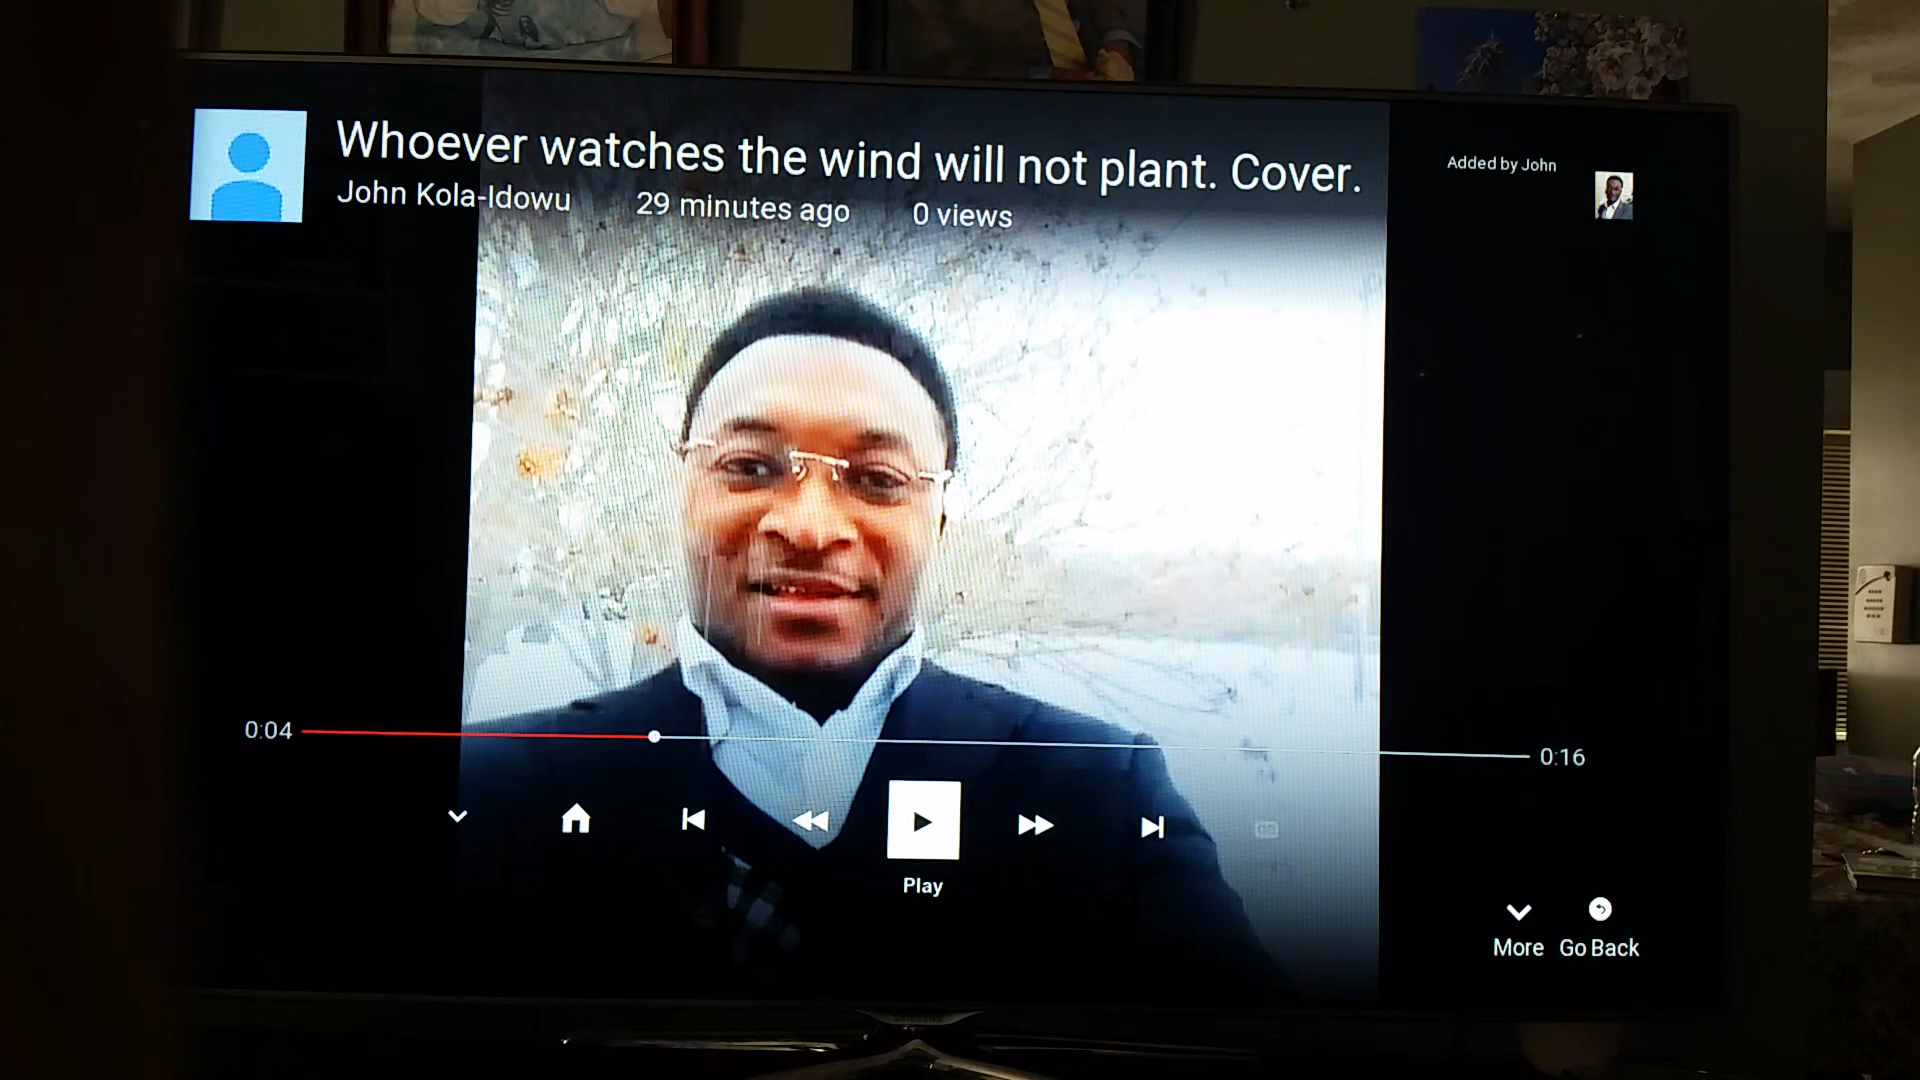 Whoever watches the wind will not plant. Cover.
John Kola-Idowu 29 minutes ago 0 views
Added by John
0:04
0:16
Play
More Go Back